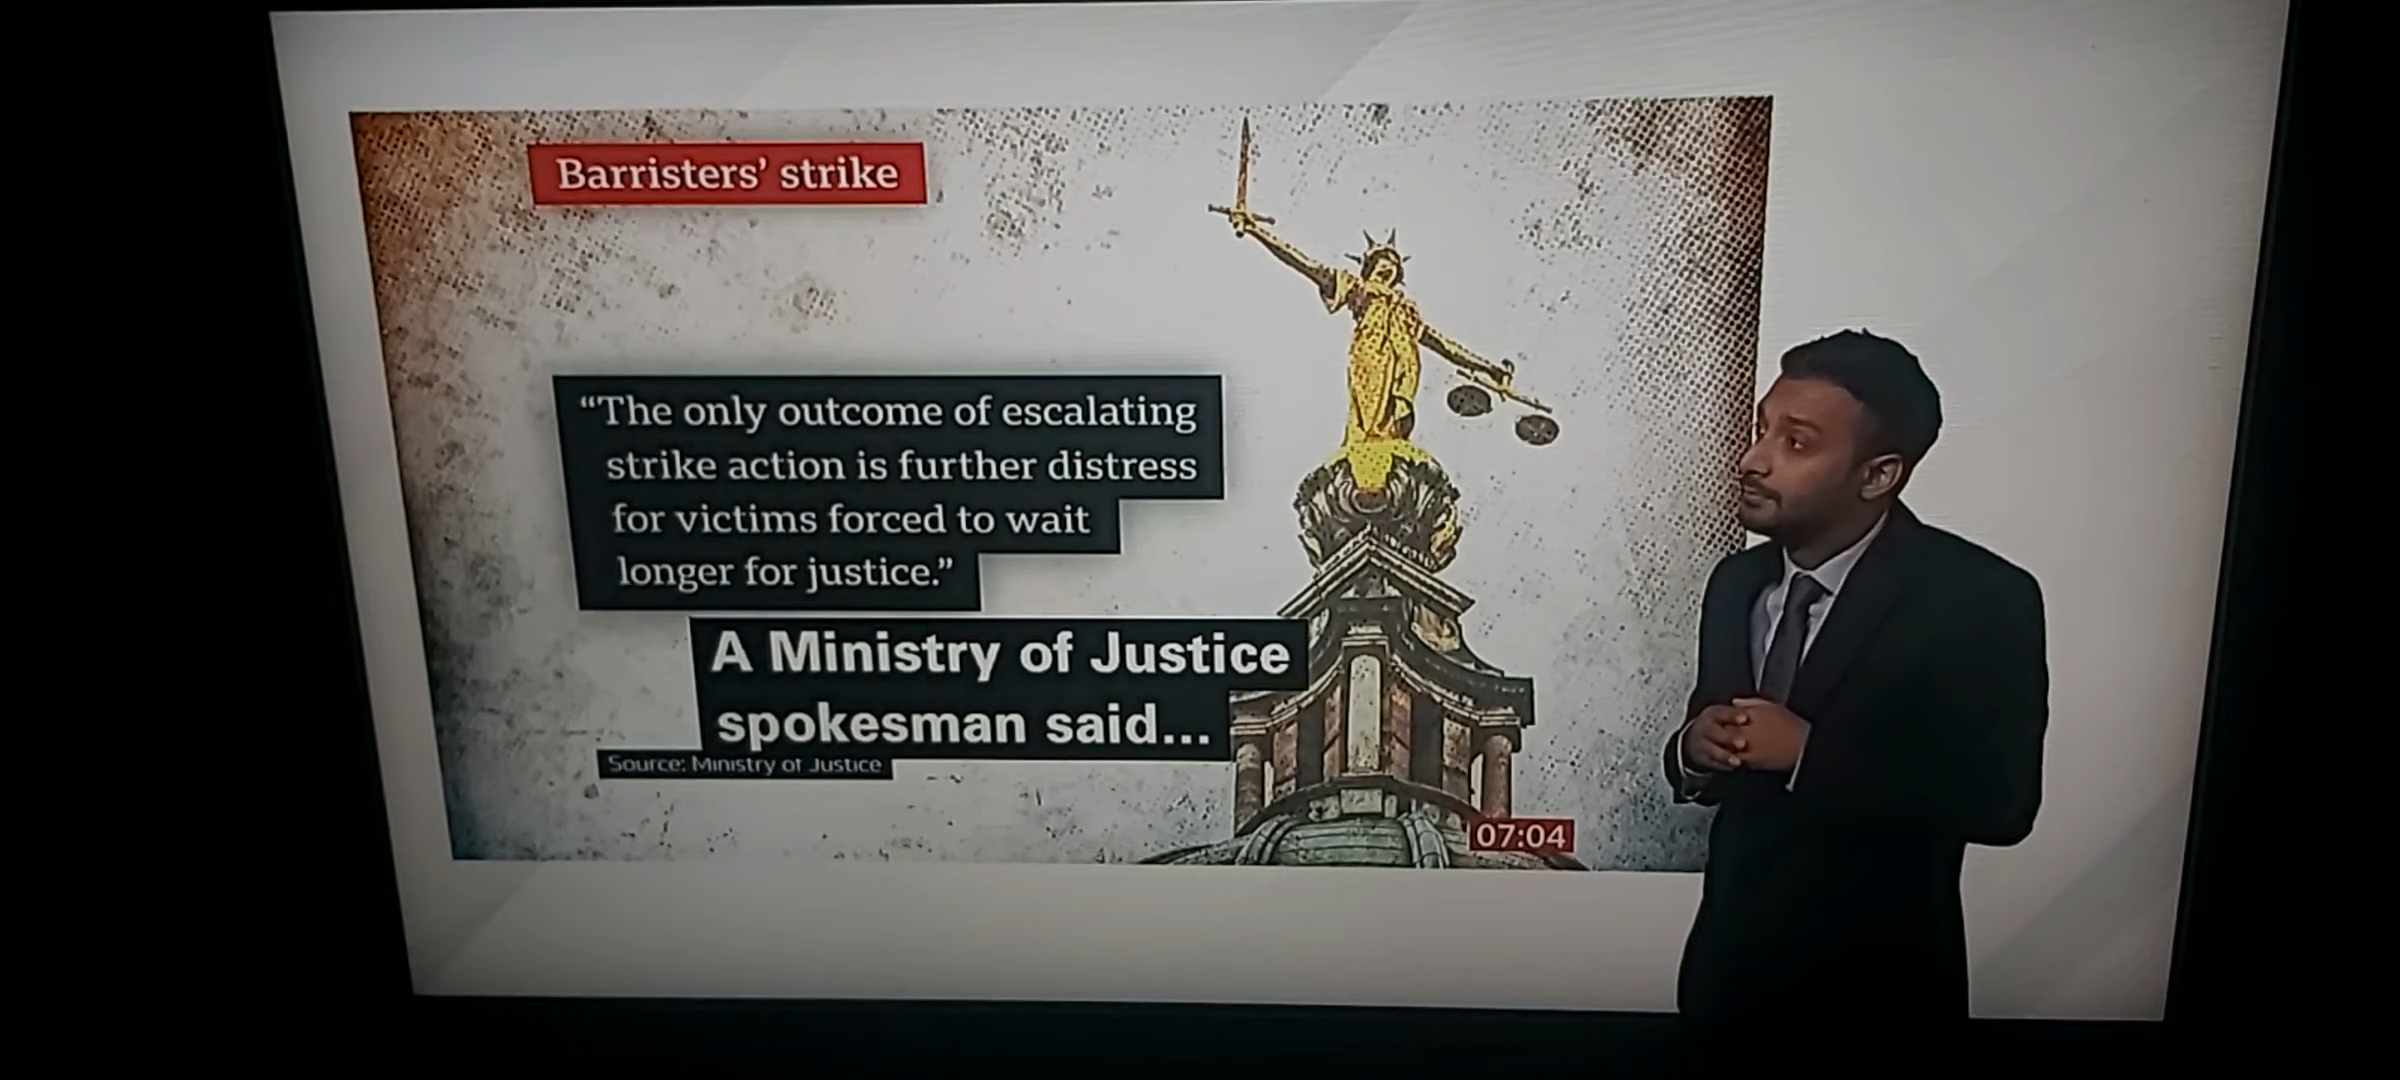 Barristers’ strike
“The only outcome of escalating
strike action is further distress
for victims forced to wait
longer for justice.”
A Ministry of Justice
spokesman said...
Source: Ministry of Justice
07:04